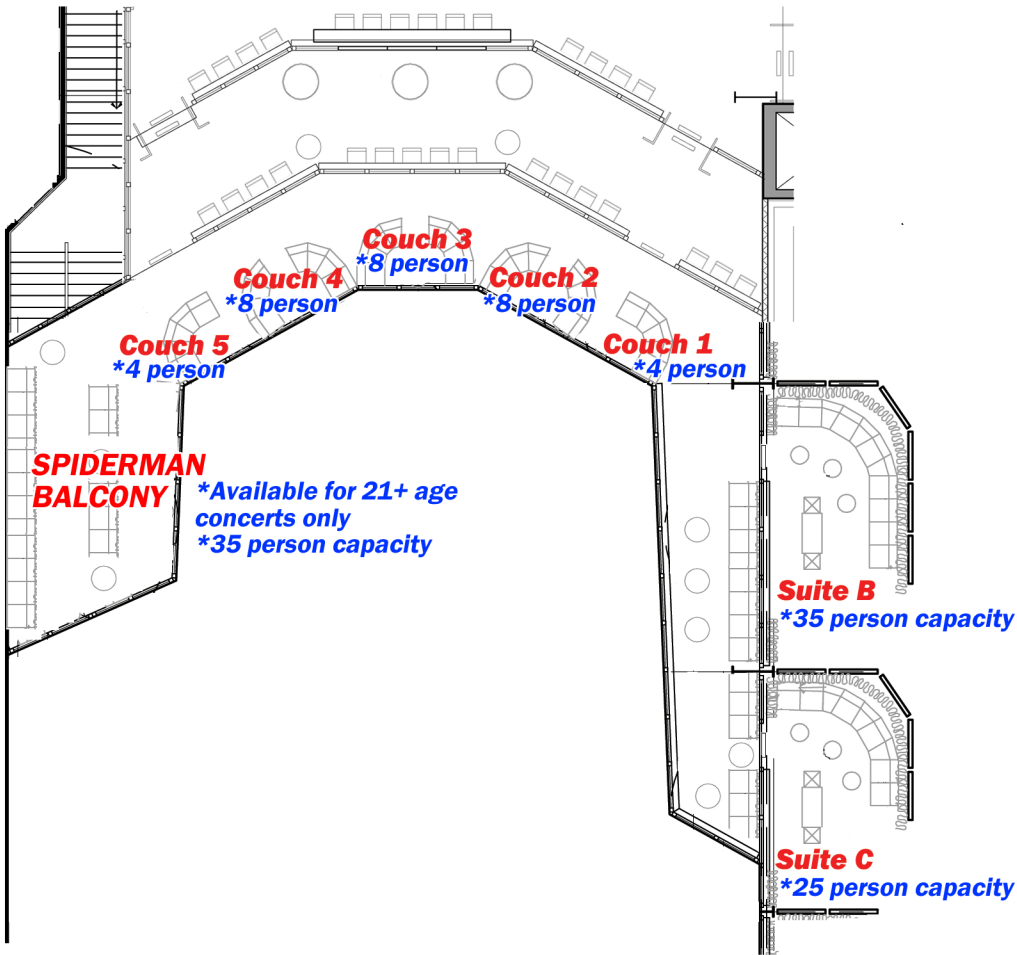 Couch 3
*8 person
Couch 4
*8 person
Couch 2
*8 person
Couch 5
*4 person
Couch 1
*4 person
SPIDERMAN
BALCONY
*Available for 21+ age
concerts only
*35 person capacity
Suite B
*35 person capacity
Suite C
*25 person capacity